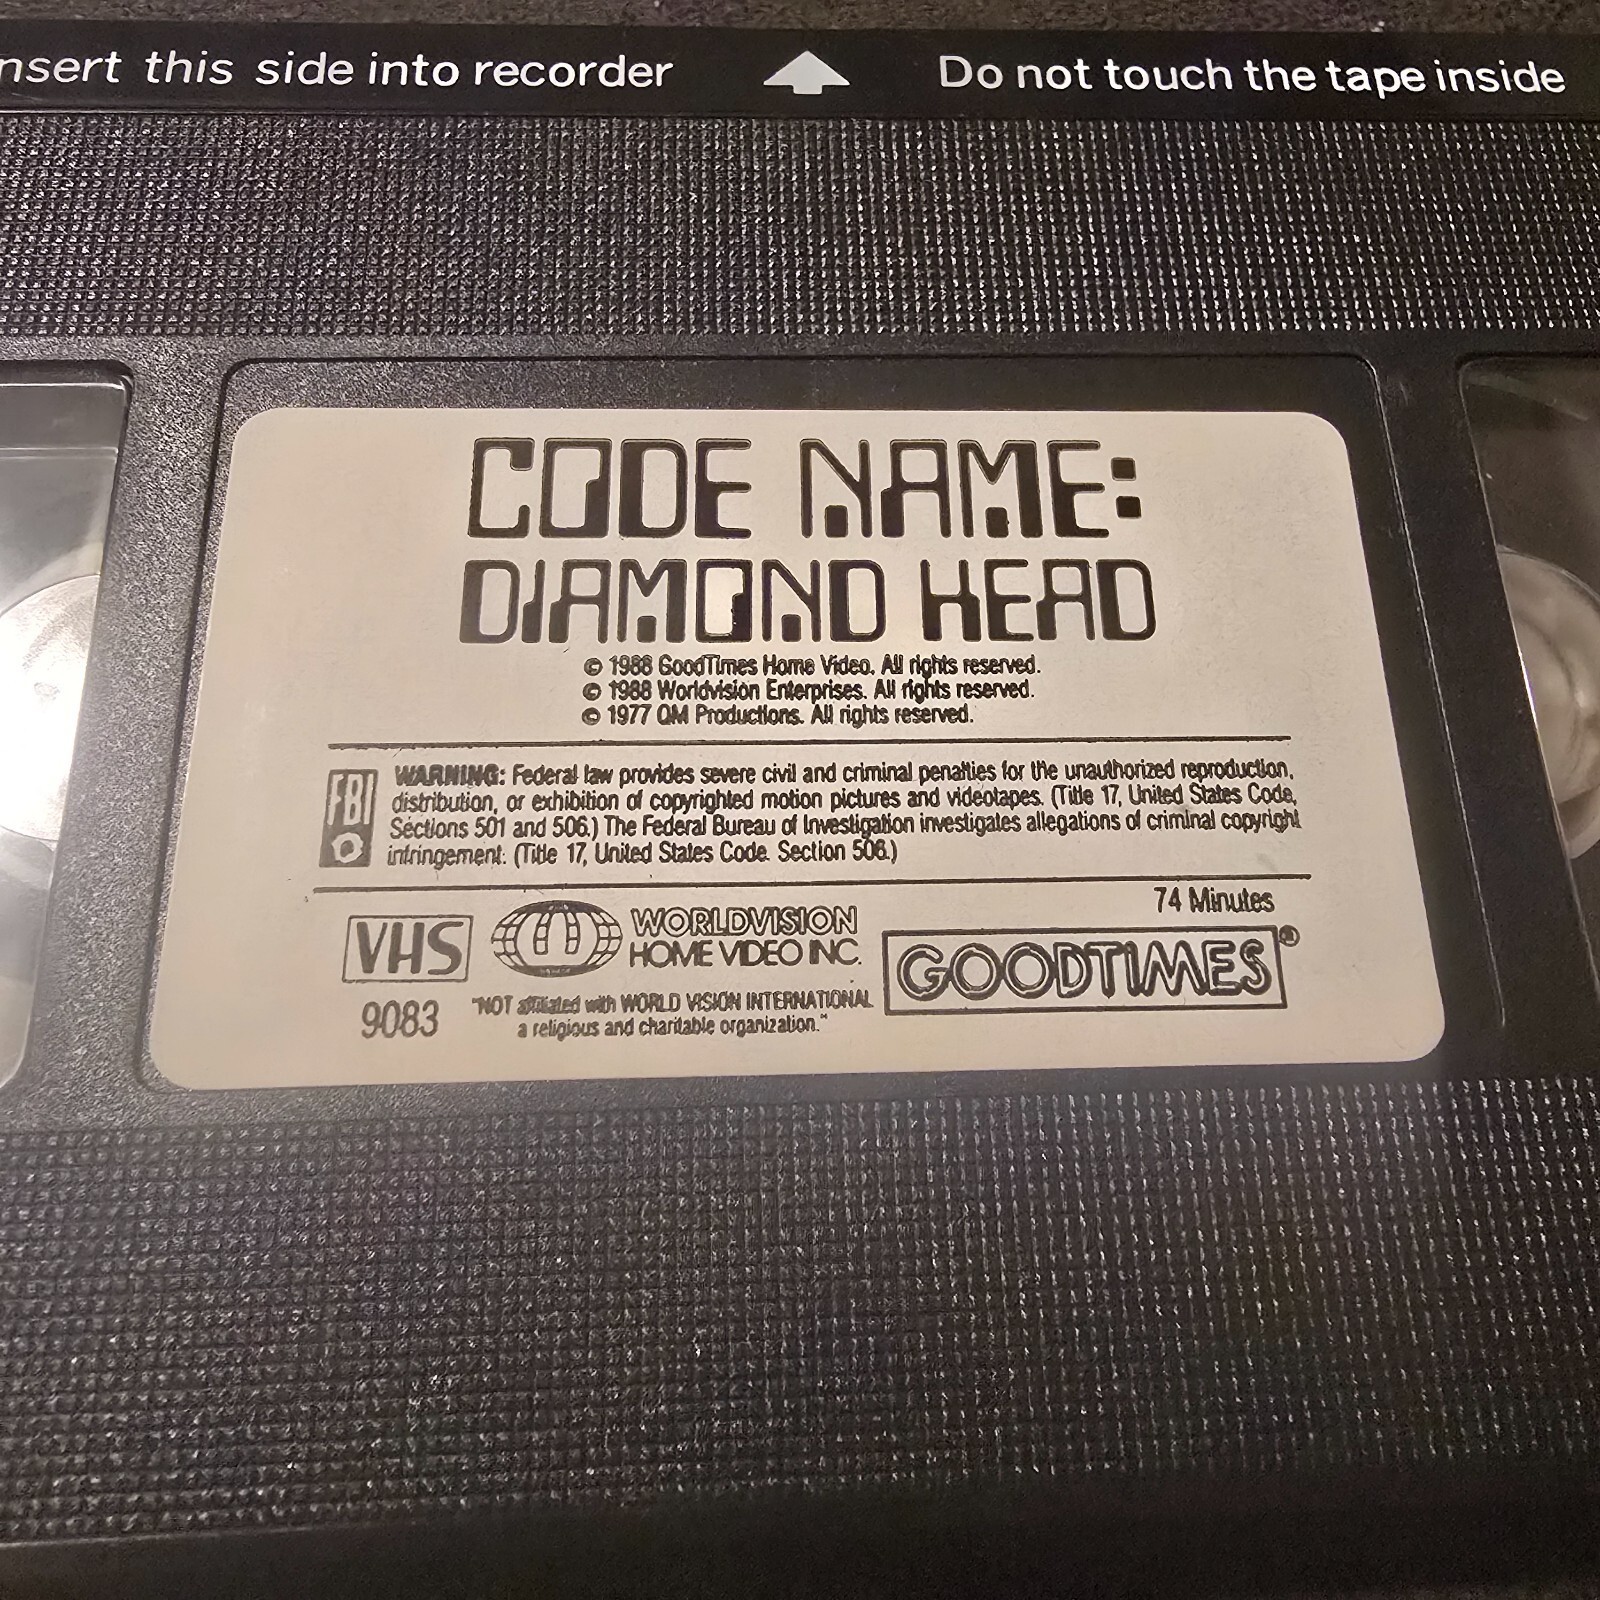 nsert this side into recorder
Do not touch the tape inside
CODE NAME:
DIAMOND HEAD
© 1988 GoodTimes Home Video. All rights reserved.
© 1988 Worldvision Enterprises. All rights reserved.
© 1977 QM Productions. All rights reserved.
FBI
WARNING: Federal law provides severe civil and criminal penalties for the unauthorized reproduction,
distribution, or exhibition of copyrighted motion pictures and videotapes. (Title 17, United States Code,
Sections 501 and 506.) The Federal Bureau of Investigation investigates allegations of criminal copyright
infringement. (Title 17, United States Code. Section 506.)
74 Minutes
VHS
WORLDVISION
HOME VIDEO INC.
GOODTIMES®
9083
"NOT affiliated with WORLD VISION INTERNATIONAL
a religious and charitable organization."